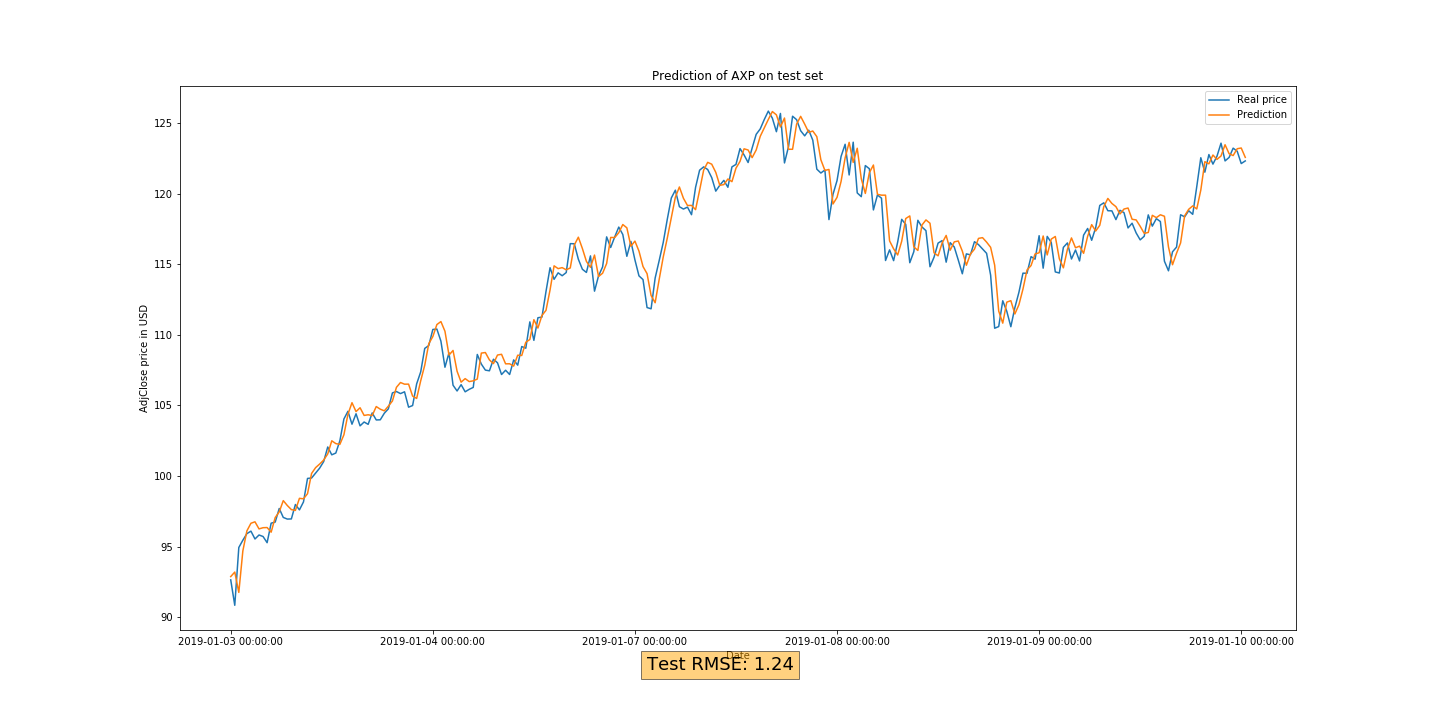 Prediction of AXP on test set
Real price
Prediction
125
120
115
110
105
100
95
90
AdjClose price in USD
2019-01-03 00:00:00
2019-01-04 00:00:00
2019-01-07 00:00:00
2019-01-08 00:00:00
2019-01-09 00:00:00
2019-01-10 00:00:00
Date
Test RMSE: 1.24